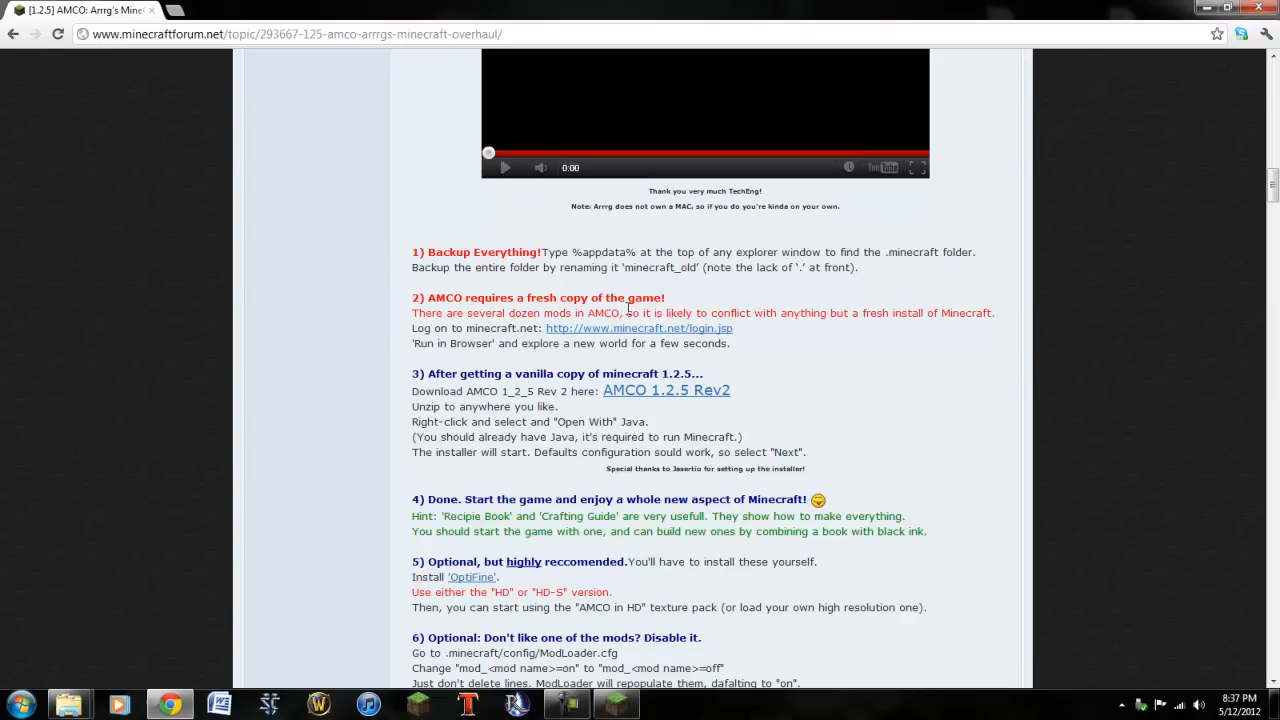 [1.2.5] AMCO: Arrrg's Mine
www.minecraftforum.net/topic/293667-125-amco-arrrgs-minecraft-overhaul/
0:00
YouTube
Thank you very much TechEng!
Note: Arrrg does not own a MAC, so if you do you're kinda on your own.
1) Backup Everything!Type %appdata% at the top of any explorer window to find the .minecraft folder.
Backup the entire folder by renaming it 'minecraft_old' (note the lack of '.' at front).
2) AMCO requires a fresh copy of the game!
There are several dozen mods in AMCO, so it is likely to conflict with anything but a fresh install of Minecraft.
Log on to minecraft.net: http://www.minecraft.net/login.jsp
'Run in Browser' and explore a new world for a few seconds.
3) After getting a vanilla copy of minecraft 1.2.5...
Download AMCO 1_2_5 Rev 2 here: AMCO 1.2.5 Rev2
Unzip to anywhere you like.
Right-click and select and "Open With" Java.
(You should already have Java, it's required to run Minecraft.)
The installer will start. Defaults configuration sould work, so select "Next".
Special thanks to Jasertio for setting up the installer!
4) Done. Start the game and enjoy a whole new aspect of Minecraft!
Hint: 'Recipie Book' and 'Crafting Guide' are very usefull. They show how to make everything.
You should start the game with one, and can build new ones by combining a book with black ink.
5) Optional, but highly reccomended.You'll have to install these yourself.
Install 'OptiFine'.
Use either the "HD" or "HD-S" version.
Then, you can start using the "AMCO in HD" texture pack (or load your own high resolution one).
6) Optional: Don't like one of the mods? Disable it.
Go to .minecraft/config/ModLoader.cfg
Change "mod_<mod name>=on" to "mod_<mod name>=off"
Just don't delete lines. ModLoader will repopulate them, dafalting to "on".
8:37 PM
5/12/2012